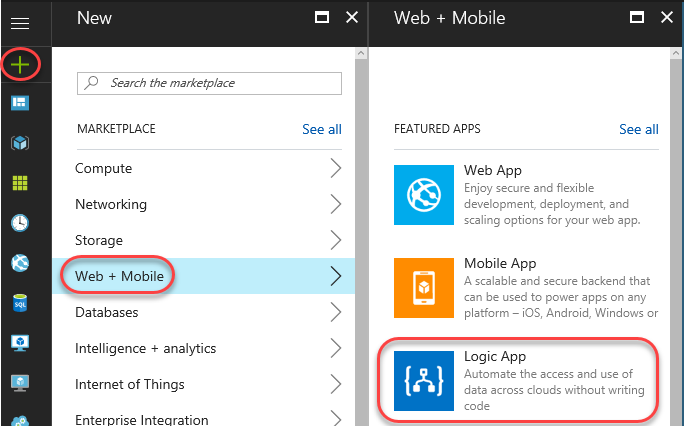 New
Web + Mobile
Search the marketplace
MARKETPLACE
See all
Compute
Networking
Storage
Web + Mobile
Databases
Intelligence + analytics
Internet of Things
Enterprise Integration
FEATURED APPS
See all
Web App
Enjoy secure and flexible
development, deployment, and
scaling options for your web app.
Mobile App
A scalable and secure backend that
can be used to power apps on any
platform – iOS, Android, Windows or
Logic App
Automate the access and use of
data across clouds without writing
code
SQL